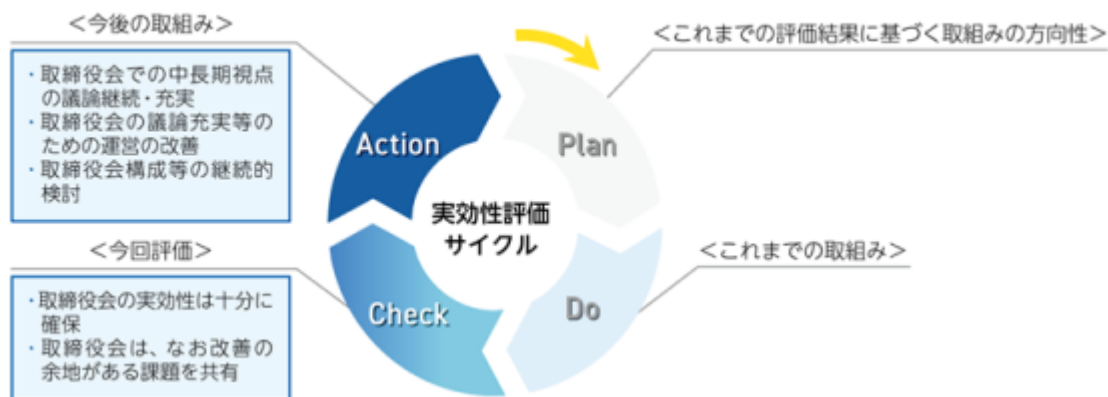 <今後の取組み>
・取締役会での中長期視点
の議論継続・充実
・取締役会の議論充実等の
ための運営の改善
・取締役会構成等の継続的
検討
<これまでの評価結果に基づく取組みの方向性>
Action
Plan
実効性評価
サイクル
<今回評価>
・取締役会の実効性は十分に
確保
・取締役会は、なお改善の
余地がある課題を共有
<これまでの取組み>
Check
Do